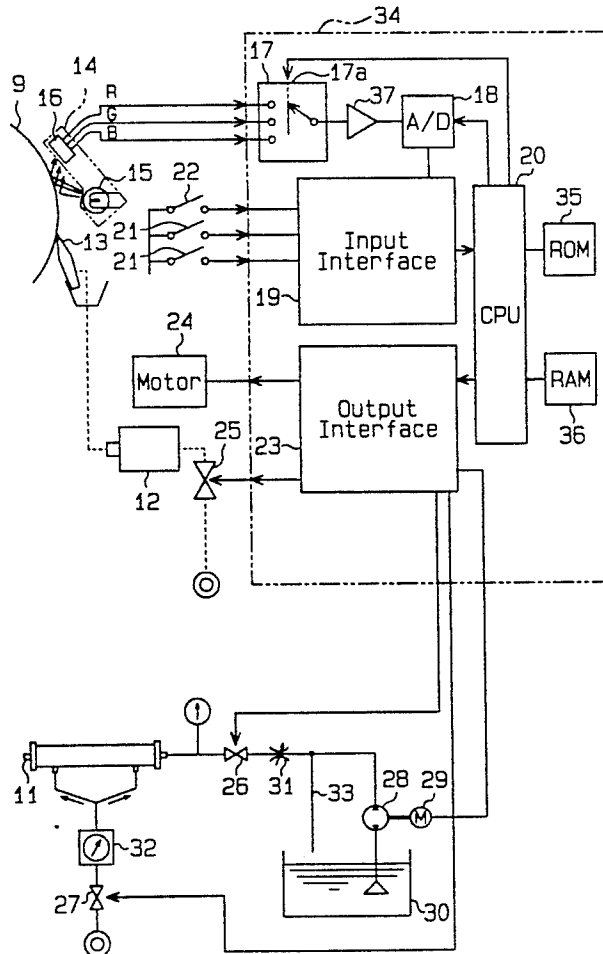 34
9
14
16
R
G
B
17
17a
37
18
A/D
15
22
20
13
21
21
19
Input
Interface
35
ROM
CPU
24
Motor
Output
Interface
23
RAM
36
25
12
11
26
31
33
28
29
M
32
27
30